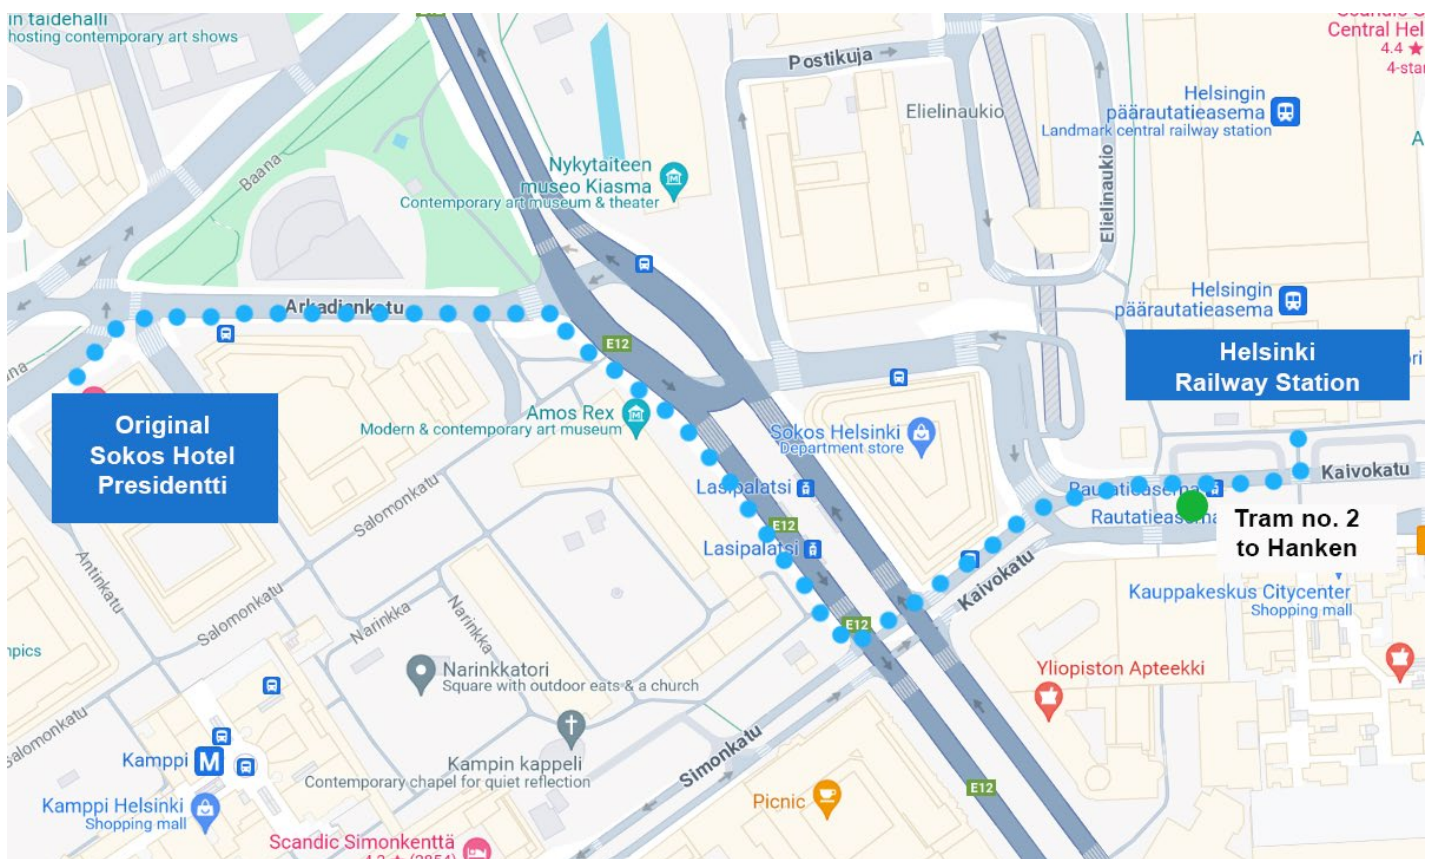 in taidehalli
hosting contemporary art shows
E12
Central Hel
4.4 ★
4-star
Postikuja
Elielinaukio
Helsingin
päärautatieasema
Landmark central railway station
A
Baana
Nykytaiteen
museo Kiasma
Contemporary art museum & theater
Elielinaukio
Arkadiankatu
E12
Helsingin
päärautatieasema
Helsinki
Railway Station
Original
Sokos Hotel
Presidentti
Amos Rex
Modern & contemporary art museum
Sokos Helsinki
Department store
Kaivokatu
Lasipalatsi
Rautatieasema
Rautatieasema
Tram no. 2
to Hanken
E12
Lasipalatsi
Salomonkatu
Antinkatu
Salomonkatu
Narinkka
Narinkka
Kaivokatu
E12
Kauppakeskus Citycenter
Shopping mall
Narinkkatori
Square with outdoor eats & a church
Yliopiston Apteekki
Salomonkatu
Kamppi
M
Kampin kappeli
Contemporary chapel for quiet reflection
Simonkatu
Kamppi Helsinki
Shopping mall
Picnic
E12
Scandic Simonkenttä